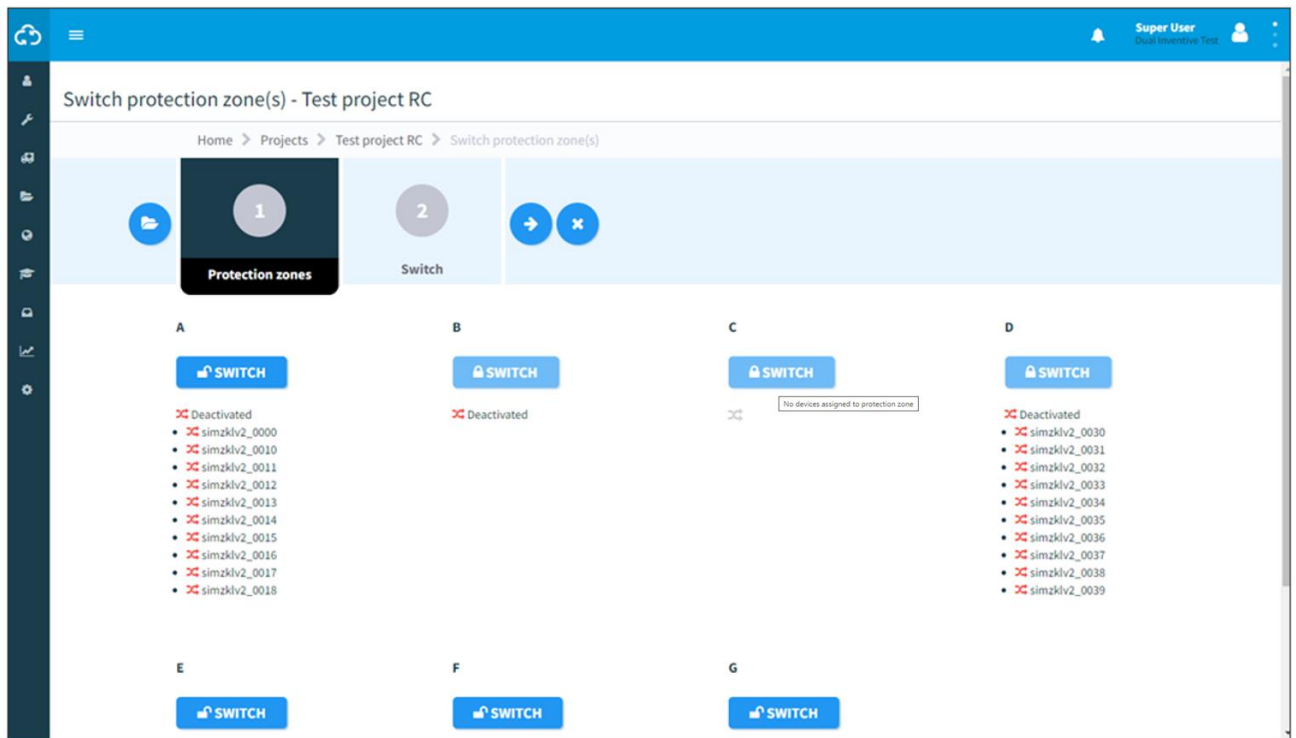 Super User
Dual Inventive Test
Switch protection zone(s) - Test project RC
Home > Projects > Test project RC > Switch protection zone(s)
1
2
Protection zones
Switch
A
SWITCH
Deactivated
simzklv2_0000
simzklv2_0010
simzklv2_0011
simzklv2_0012
simzklv2_0013
simzklv2_0014
simzklv2_0015
simzklv2_0016
simzklv2_0017
simzklv2_0018
B
SWITCH
Deactivated
C
SWITCH
No devices assigned to protection zone
D
SWITCH
Deactivated
simzklv2_0030
simzklv2_0031
simzklv2_0032
simzklv2_0033
simzklv2_0034
simzklv2_0035
simzklv2_0036
simzklv2_0037
simzklv2_0038
simzklv2_0039
E
SWITCH
F
SWITCH
G
SWITCH